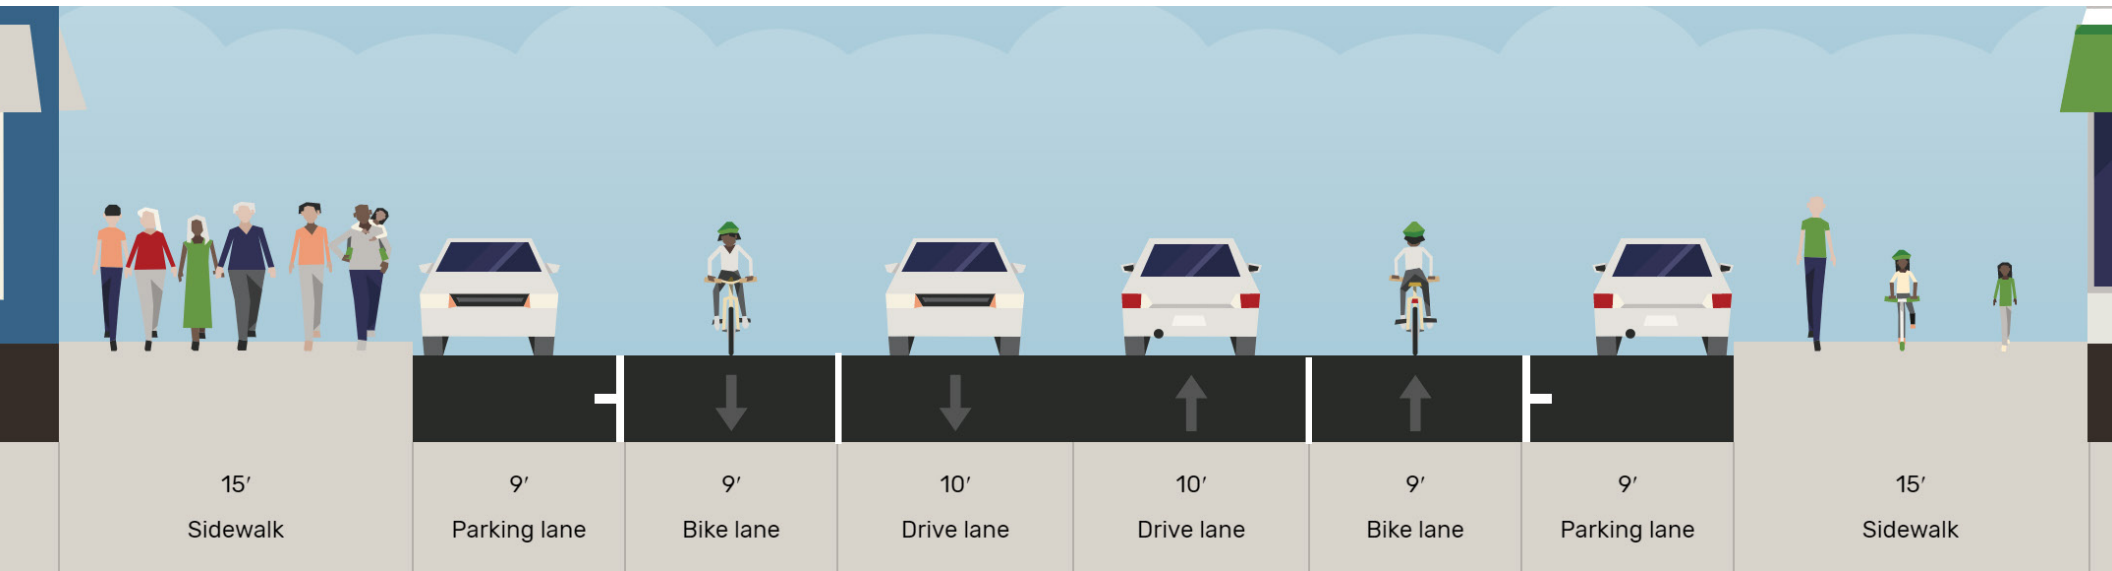 15′
Sidewalk
9′
Parking lane
9′
Bike lane
10′
Drive lane
10′
Drive lane
9′
Bike lane
9′
Parking lane
15′
Sidewalk